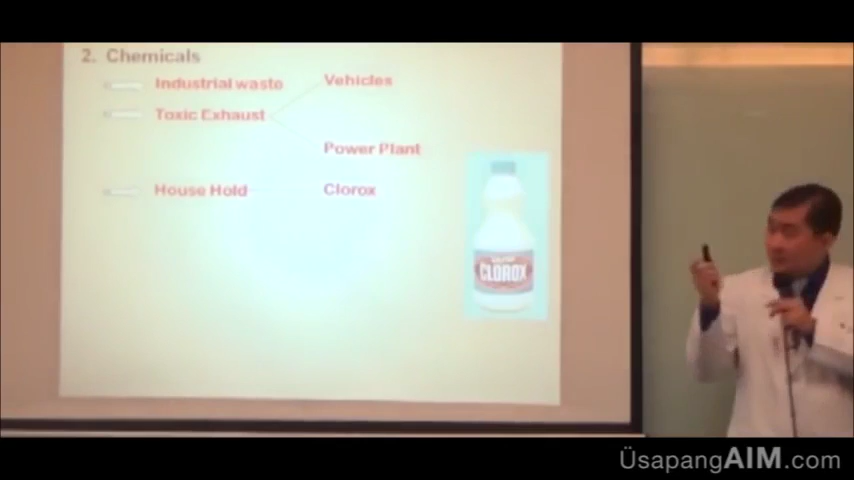 2. Chemicals
Industrial waste
Vehicles
Toxic Exhaust
Power Plant
House Hold
Clorox
CLOROX
ÜsapangAIM.com